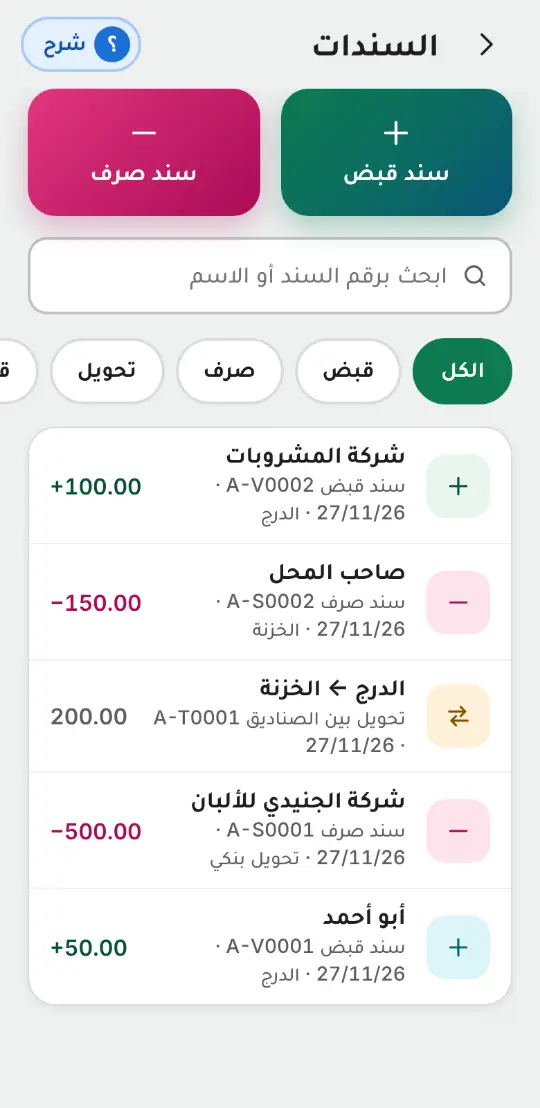 السندات
؟ شرح
+
سند قبض
−
سند صرف
ابحث برقم السند أو الاسم
الكل
قبض
صرف
تحويل
شركة المشروبات
سند قبض A-V0002 ·
27/11/26 · الدرج
+100.00
صاحب المحل
سند صرف A-S0002 ·
27/11/26 · الخزنة
−150.00
الدرج ← الخزنة
تحويل بين الصناديق A-T0001
· 27/11/26
200.00
شركة الجنيدي للألبان
سند صرف A-S0001 ·
27/11/26 · تحويل بنكي
−500.00
أبو أحمد
سند قبض A-V0001 ·
27/11/26 · الدرج
+50.00